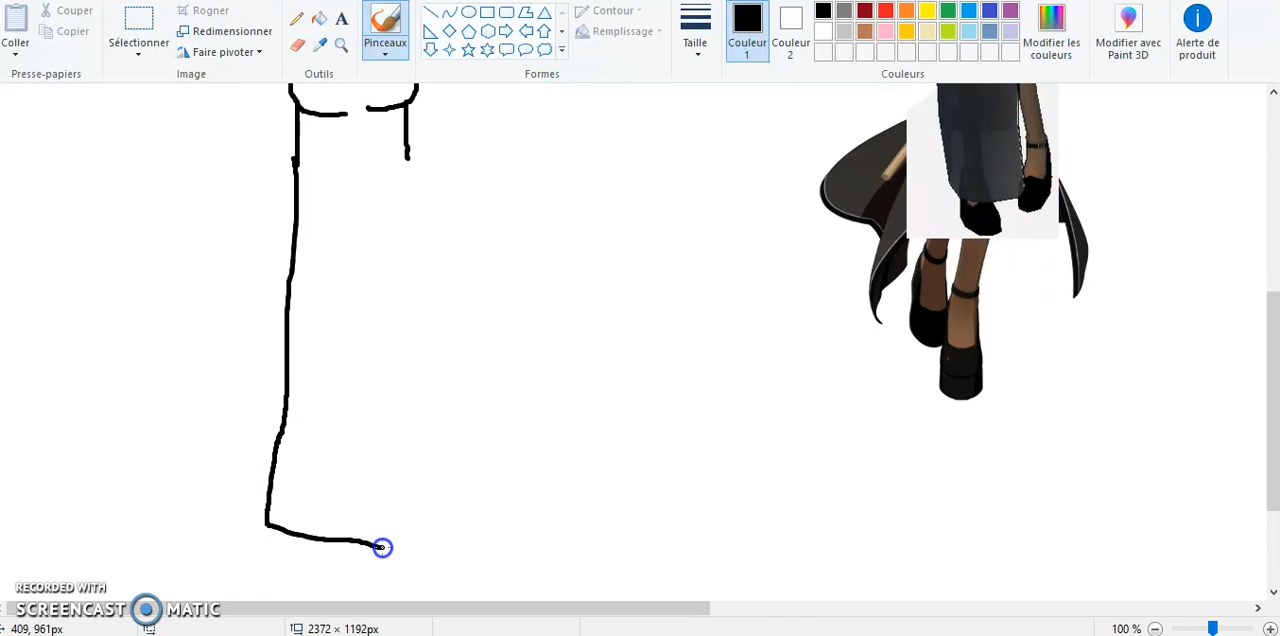 Coller
Couper
Copier
Presse-papiers
Sélectionner
Rogner
Redimensionner
Faire pivoter
Image
A
Outils
Pinceaux
Formes
Contour
Remplissage
Taille
Couleur 1
Couleur 2
Couleurs
Modifier les couleurs
Modifier avec Paint 3D
Alerte de produit
RECORDED WITH
SCREENCAST MATIC
409, 961px
2372 × 1192px
100 %